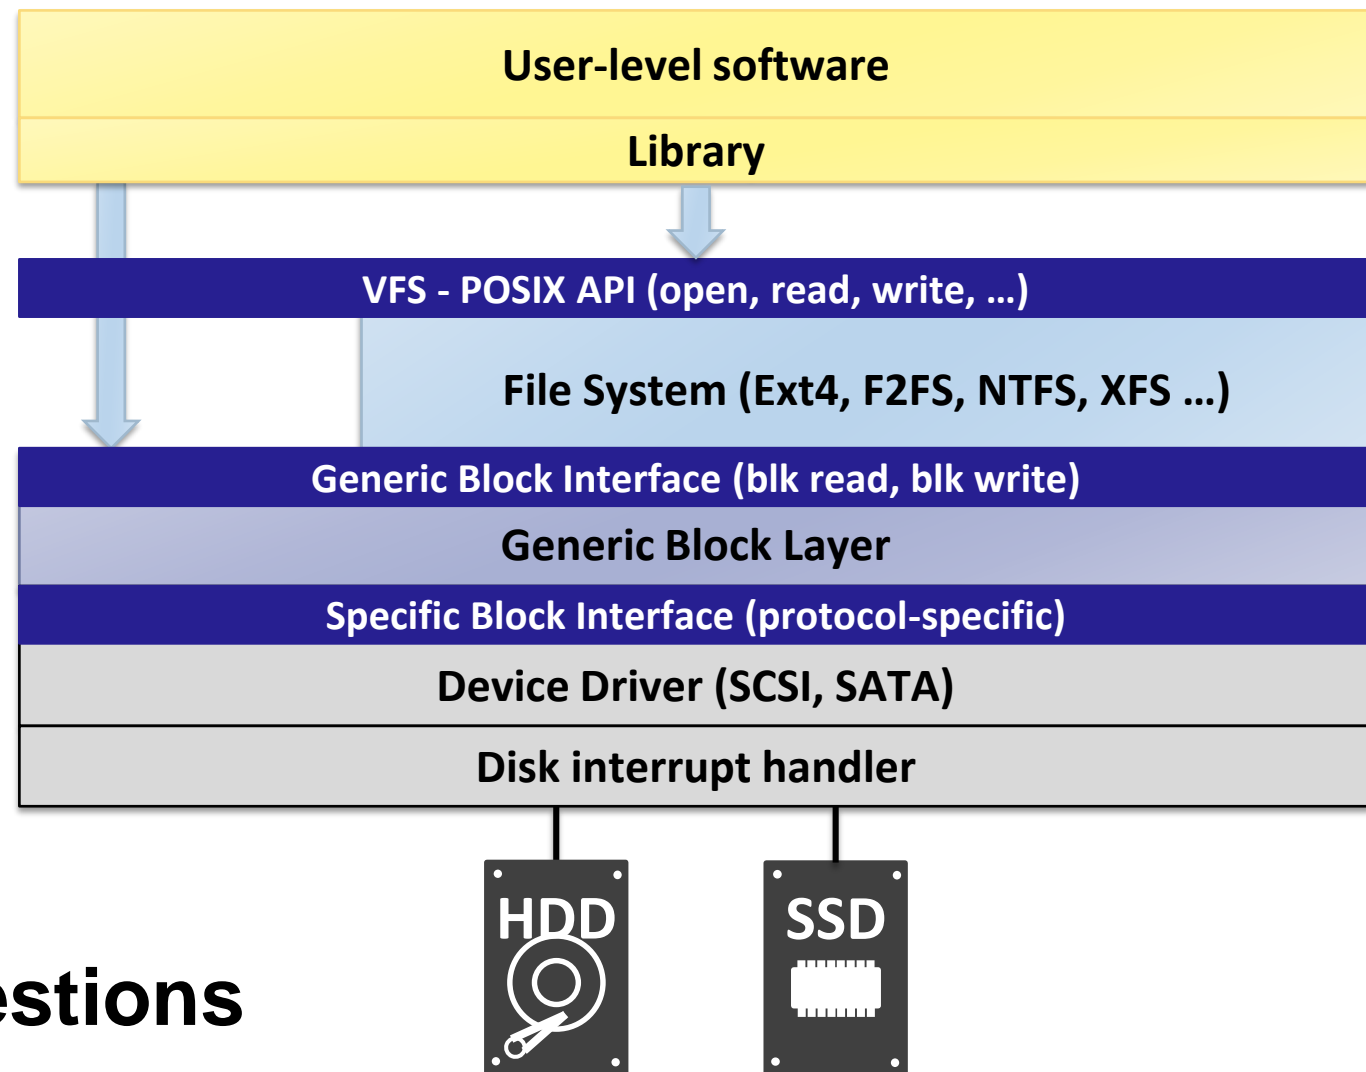 User-level software
Library
VFS - POSIX API (open, read, write, …)
File System (Ext4, F2FS, NTFS, XFS …)
Generic Block Interface (blk read, blk write)
Generic Block Layer
Specific Block Interface (protocol-specific)
Device Driver (SCSI, SATA)
Disk interrupt handler
HDD
SSD
estions